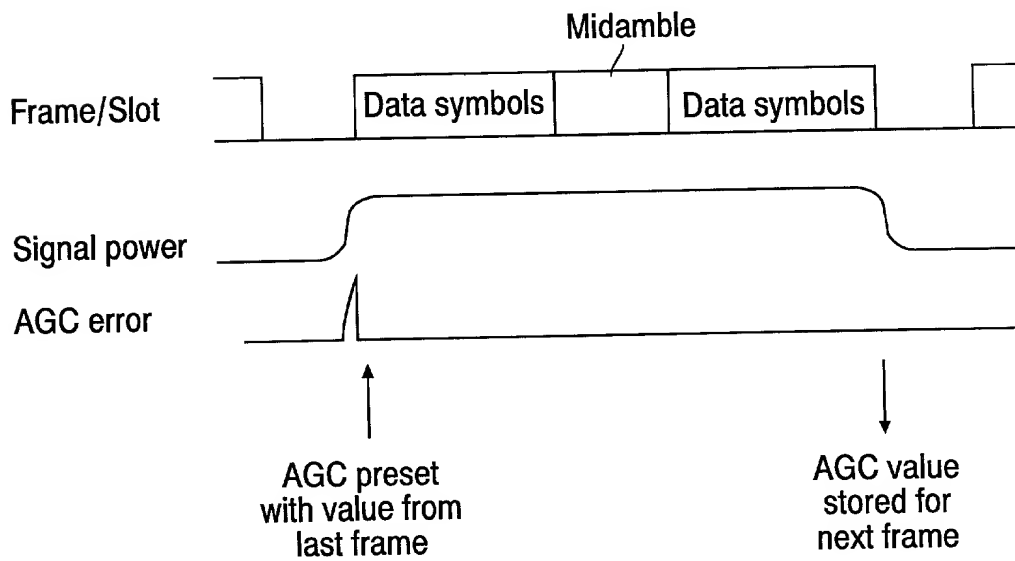 Midamble
Frame/Slot
Data symbols
Data symbols
Signal power
AGC error
AGC preset
with value from
last frame
AGC value
stored for
next frame